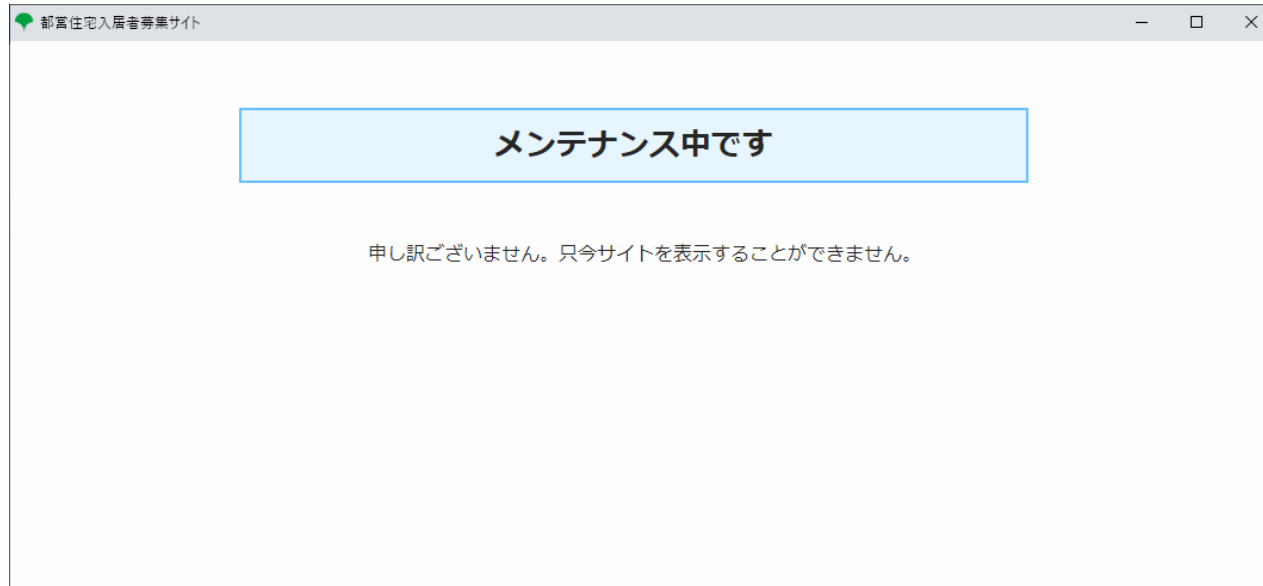 都営住宅入居者募集サイト
メンテナンス中です
申し訳ございません。只今サイトを表示することができません。